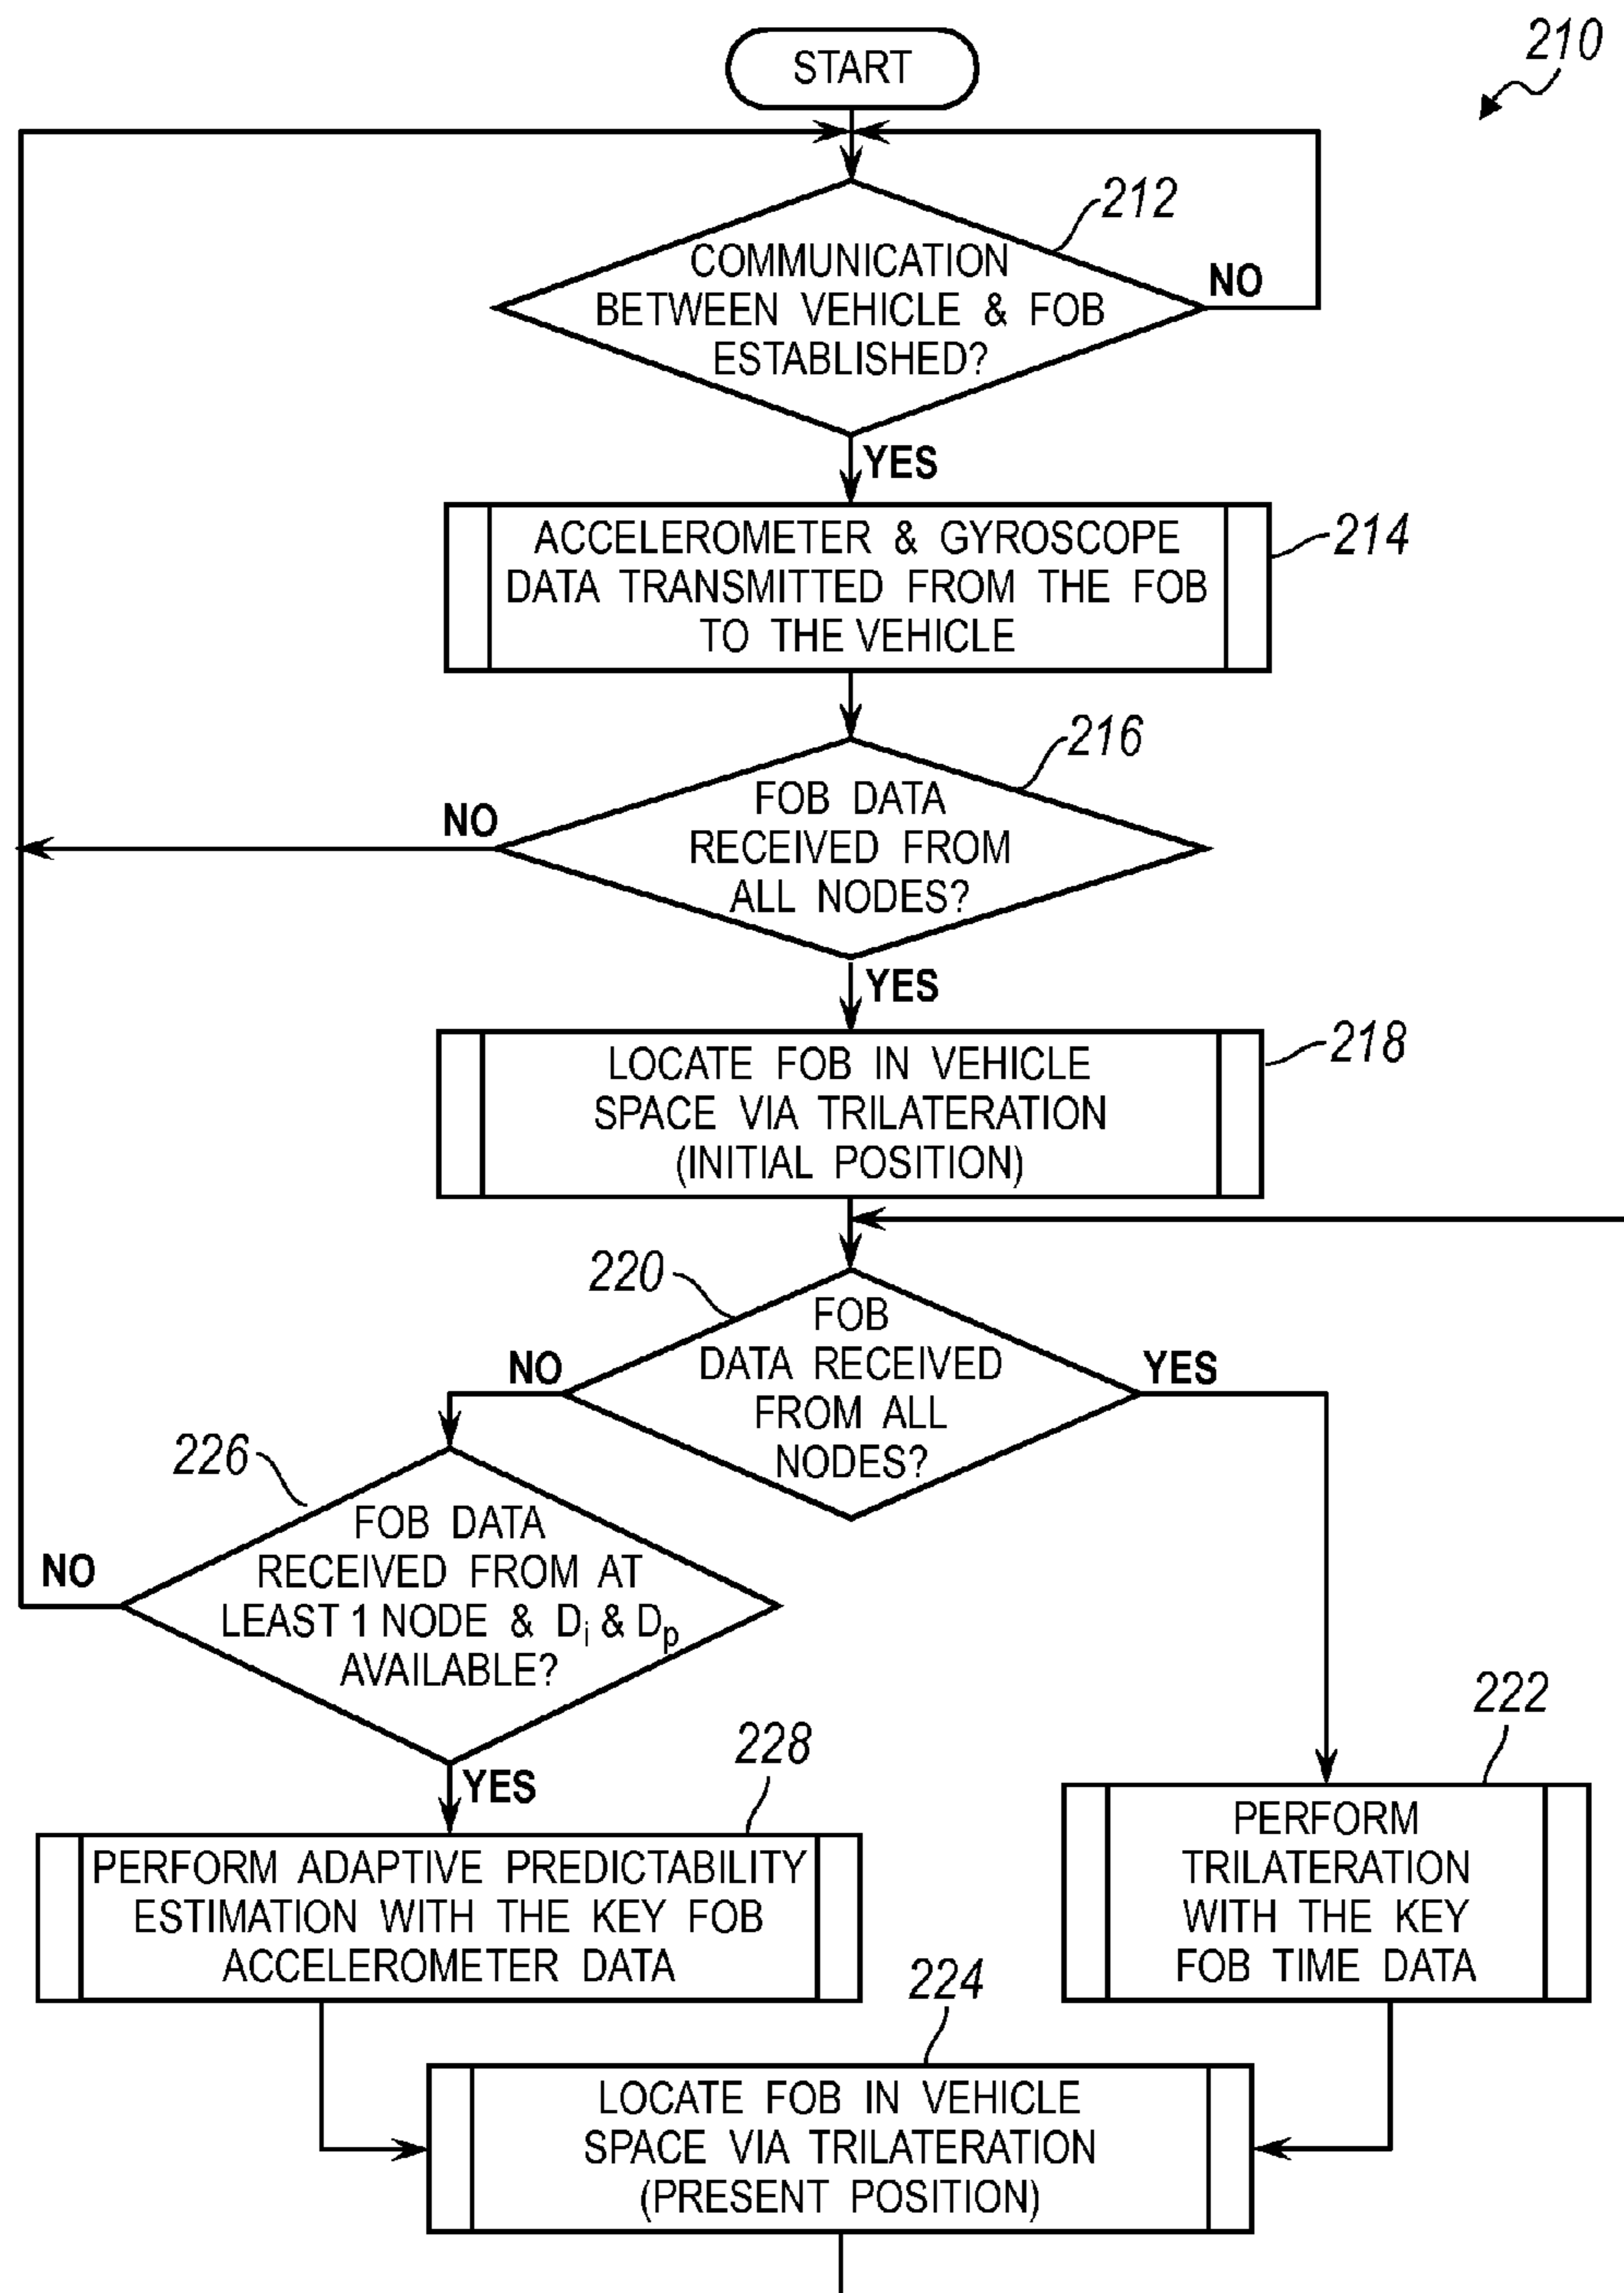 210
START
212
COMMUNICATION
BETWEEN VEHICLE & FOB
ESTABLISHED?
NO
YES
ACCELEROMETER & GYROSCOPE
DATA TRANSMITTED FROM THE FOB
TO THE VEHICLE
214
216
FOB DATA
RECEIVED FROM
ALL NODES?
NO
YES
LOCATE FOB IN VEHICLE
SPACE VIA TRILATERATION
(INITIAL POSITION)
218
220
FOB
DATA RECEIVED
FROM ALL
NODES?
NO
YES
226
FOB DATA
RECEIVED FROM AT
LEAST 1 NODE & Di & Dp
AVAILABLE?
NO
YES
228
PERFORM ADAPTIVE PREDICTABILITY
ESTIMATION WITH THE KEY FOB
ACCELEROMETER DATA
222
PERFORM
TRILATERATION
WITH THE KEY
FOB TIME DATA
224
LOCATE FOB IN VEHICLE
SPACE VIA TRILATERATION
(PRESENT POSITION)